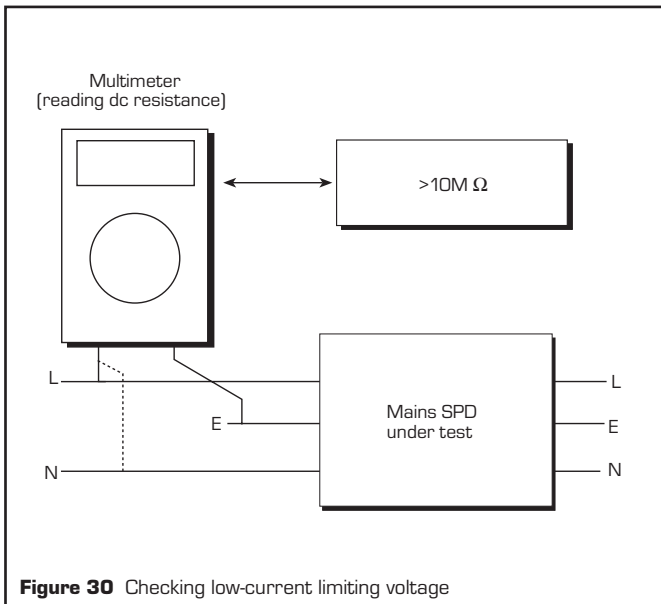 Multimeter
(reading dc resistance)
>10M Ω
L
E
N
Mains SPD
under test
L
E
N
Figure 30 Checking low-current limiting voltage